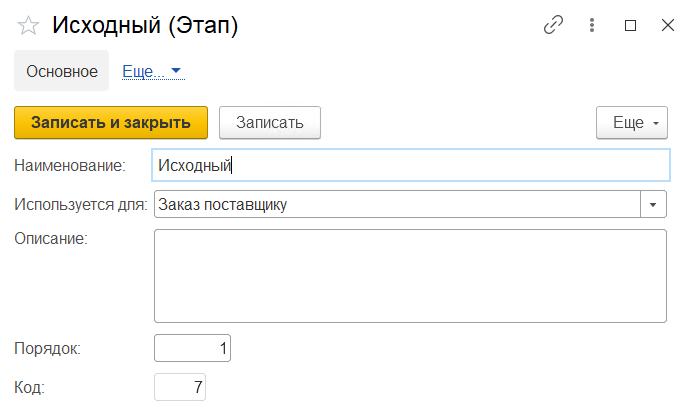 Исходный (Этап)
Основное Еще...
Записать и закрыть Записать Еще
Наименование: Исходный
Используется для: Заказ поставщику
Описание:
Порядок: 1
Код: 7